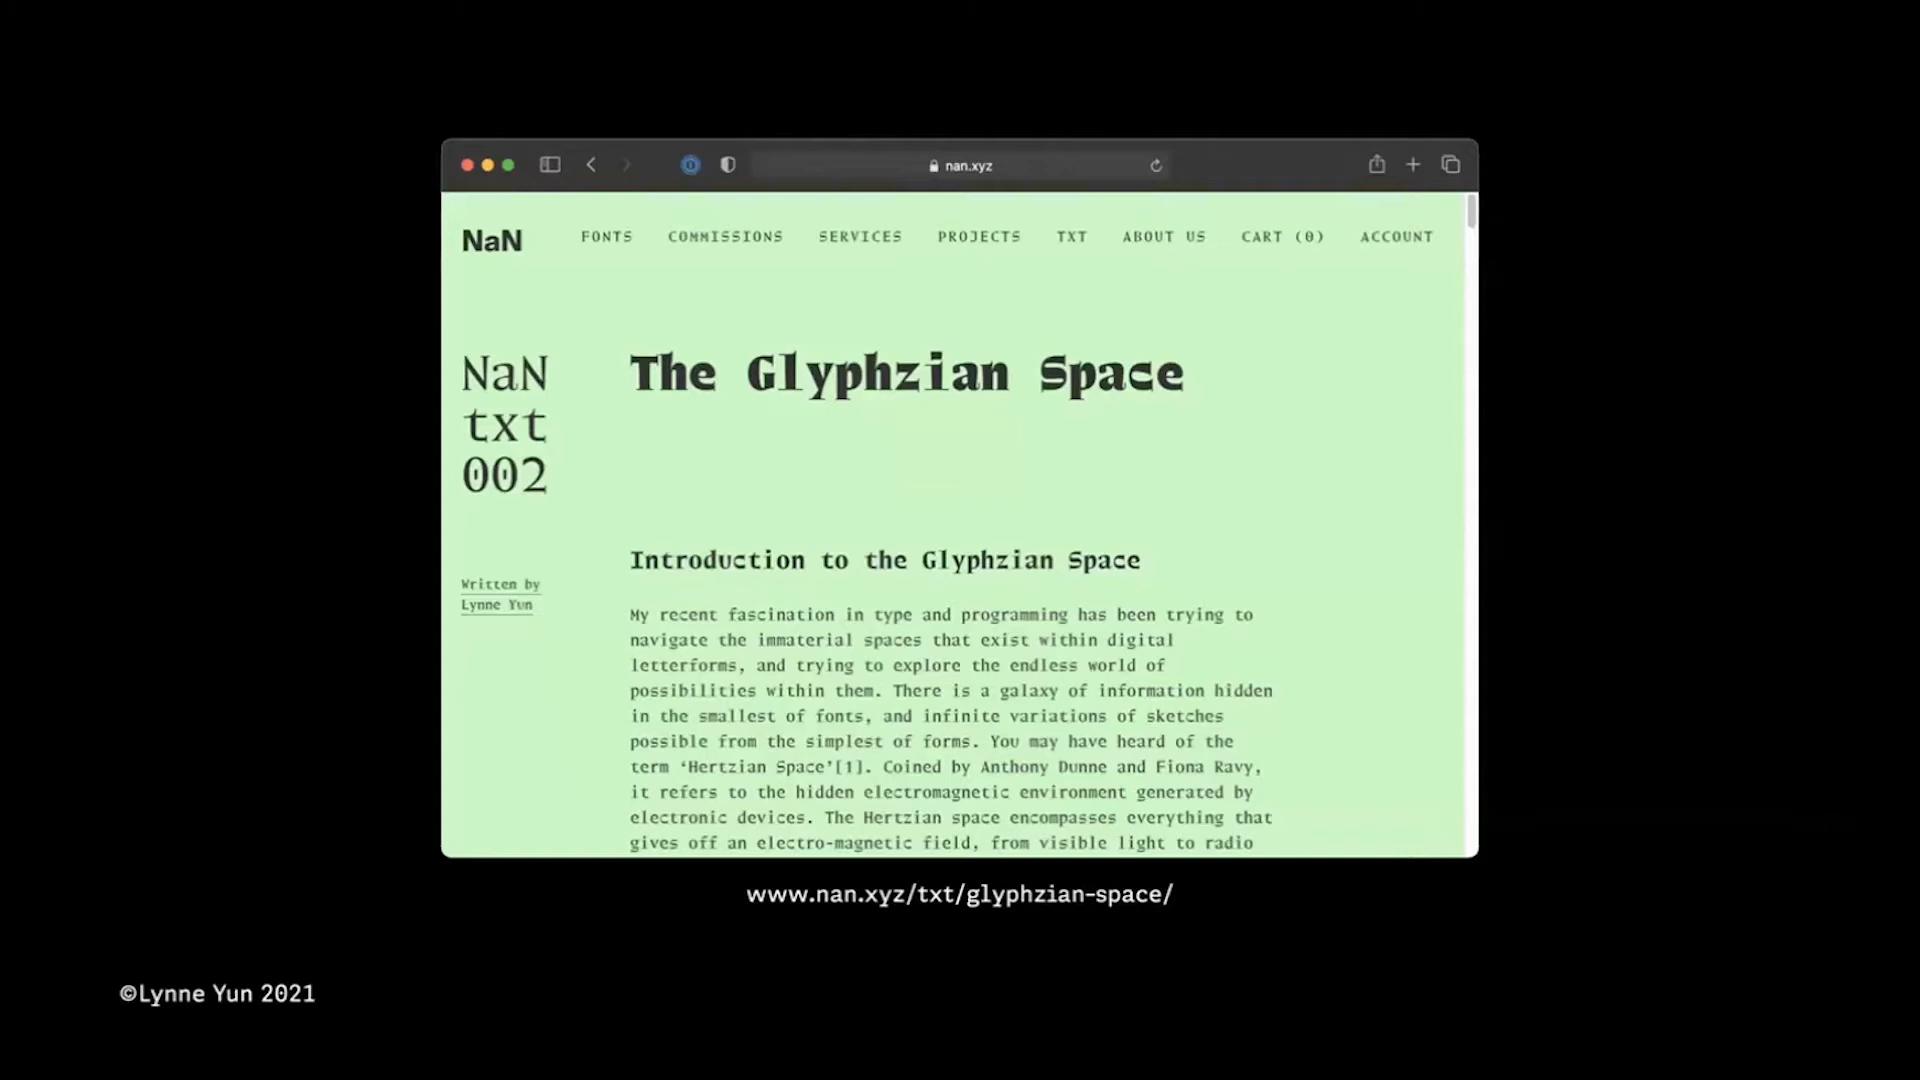 nan.xyz
NaN
FONTS COMMISSIONS SERVICES PROJECTS TXT ABOUT US CART (0) ACCOUNT
NaN
txt
002
The Glyphzian Space
Written by
Lynne Yun
Introduction to the Glyphzian Space
My recent fascination in type and programming has been trying to
navigate the immaterial spaces that exist within digital
letterforms, and trying to explore the endless world of
possibilities within them. There is a galaxy of information hidden
in the smallest of fonts, and infinite variations of sketches
possible from the simplest of forms. You may have heard of the
term ‘Hertzian Space’[1]. Coined by Anthony Dunne and Fiona Ravy,
it refers to the hidden electromagnetic environment generated by
electronic devices. The Hertzian space encompasses everything that
gives off an electro-magnetic field, from visible light to radio
www.nan.xyz/txt/glyphzian-space/
©Lynne Yun 2021